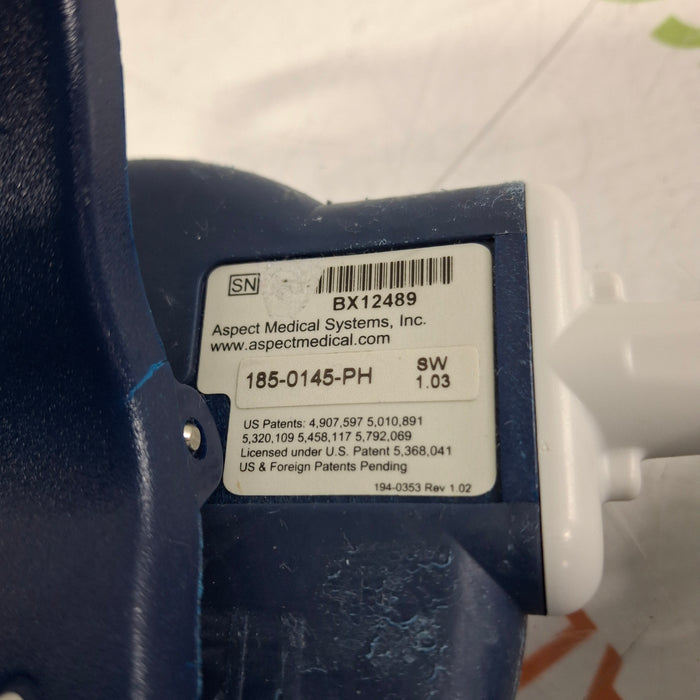 SN
BX12489
Aspect Medical Systems, Inc.
www.aspectmedical.com
185-0145-PH
SW
1.03
US Patents: 4,907,597 5,010,891
5,320,109 5,458,117 5,792,069
Licensed under U.S. Patent 5,368,041
US & Foreign Patents Pending
194-0353 Rev 1.02